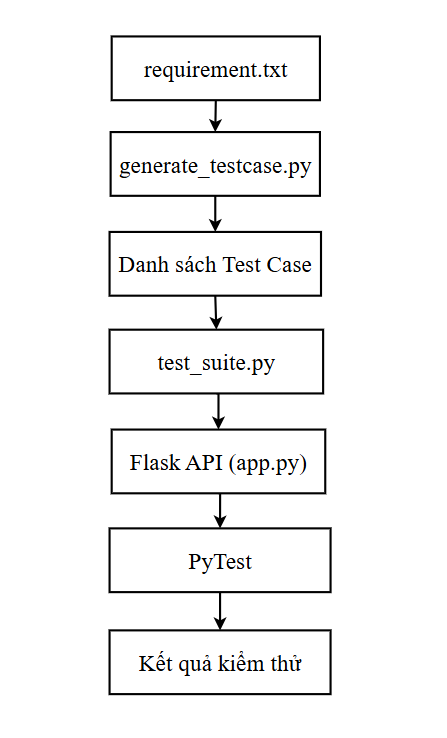 requirement.txt
generate_testcase.py
Danh sách Test Case
test_suite.py
Flask API (app.py)
PyTest
Kết quả kiểm thử